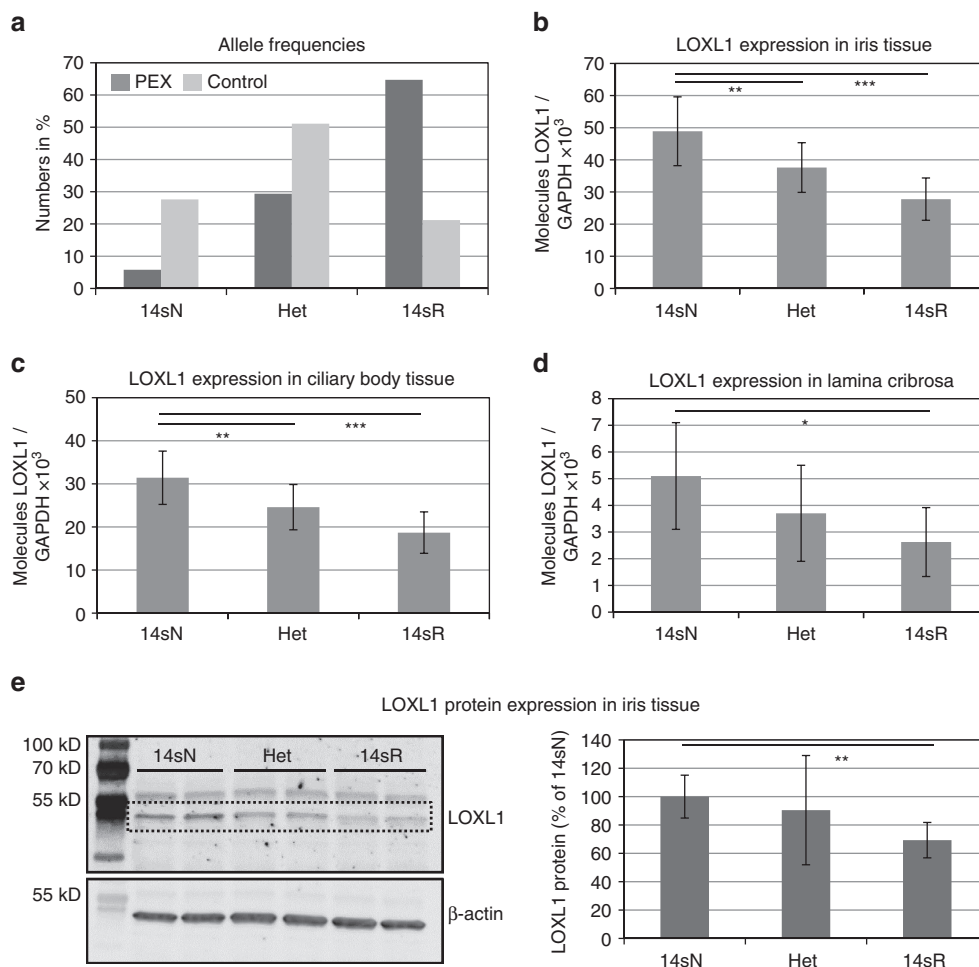 a
Allele frequencies
70
60
50
40
30
20
10
0
Numbers in %
PEX
Control
14sN
Het
14sR
b
LOXL1 expression in iris tissue
70
60
50
40
30
20
10
0
Molecules LOXL1 /
GAPDH ×10³
**
***
14sN
Het
14sR
c
LOXL1 expression in ciliary body tissue
50
40
30
20
10
0
Molecules LOXL1 /
GAPDH ×10³
**
***
14sN
Het
14sR
d
LOXL1 expression in lamina cribrosa
8
7
6
5
4
3
2
1
0
Molecules LOXL1 /
GAPDH ×10³
*
14sN
Het
14sR
e
LOXL1 protein expression in iris tissue
100 kD
70 kD
55 kD
14sN
Het
14sR
LOXL1
55 kD
β-actin
140
120
100
80
60
40
20
0
LOXL1 protein (% of 14sN)
**
14sN
Het
14sR